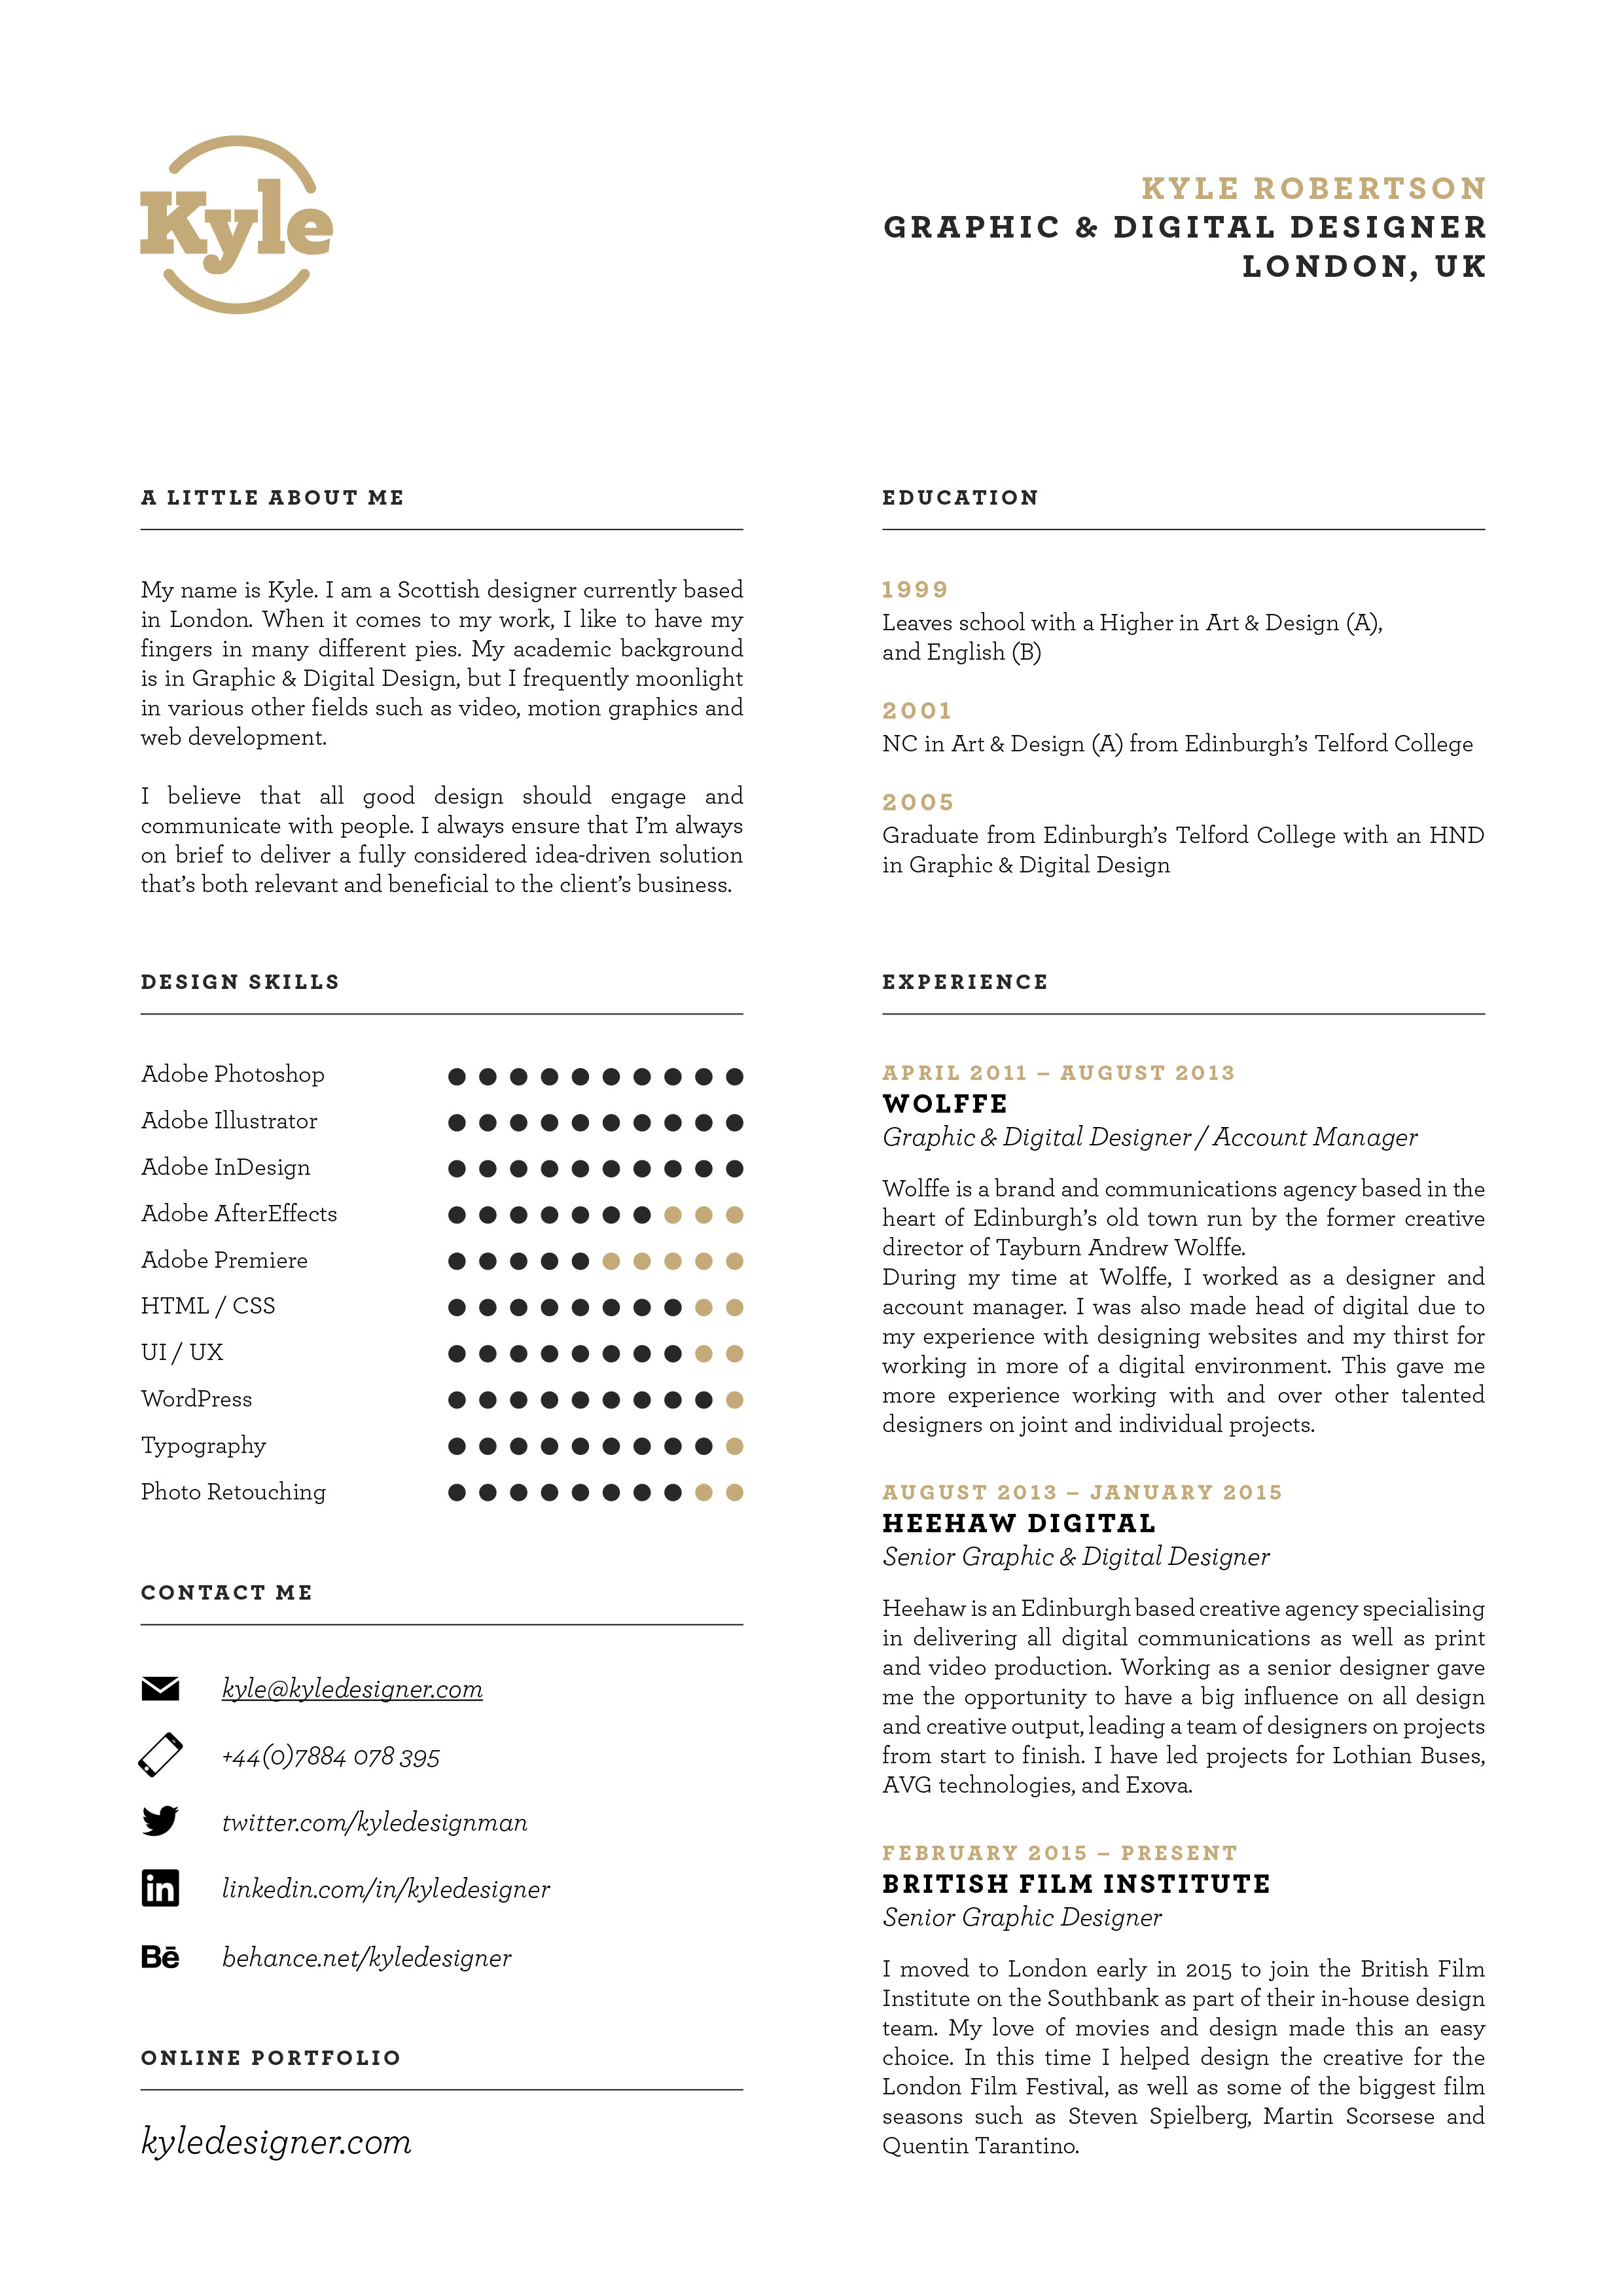 Kyle
KYLE ROBERTSON
GRAPHIC & DIGITAL DESIGNER
LONDON, UK
A LITTLE ABOUT ME
My name is Kyle. I am a Scottish designer currently based
in London. When it comes to my work, I like to have my
fingers in many different pies. My academic background
is in Graphic & Digital Design, but I frequently moonlight
in various other fields such as video, motion graphics and
web development.
I believe that all good design should engage and
communicate with people. I always ensure that I’m always
on brief to deliver a fully considered idea-driven solution
that’s both relevant and beneficial to the client’s business.
DESIGN SKILLS
Adobe Photoshop
Adobe Illustrator
Adobe InDesign
Adobe AfterEffects
Adobe Premiere
HTML / CSS
UI / UX
WordPress
Typography
Photo Retouching
CONTACT ME
kyle@kyledesigner.com
+44(0)7884 078 395
twitter.com/kyledesignman
in linkedin.com/in/kyledesigner
Bē behance.net/kyledesigner
ONLINE PORTFOLIO
kyledesigner.com
EDUCATION
1999
Leaves school with a Higher in Art & Design (A),
and English (B)
2001
NC in Art & Design (A) from Edinburgh’s Telford College
2005
Graduate from Edinburgh’s Telford College with an HND
in Graphic & Digital Design
EXPERIENCE
APRIL 2011 – AUGUST 2013
WOLFFE
Graphic & Digital Designer / Account Manager
Wolffe is a brand and communications agency based in the
heart of Edinburgh’s old town run by the former creative
director of Tayburn Andrew Wolffe.
During my time at Wolffe, I worked as a designer and
account manager. I was also made head of digital due to
my experience with designing websites and my thirst for
working in more of a digital environment. This gave me
more experience working with and over other talented
designers on joint and individual projects.
AUGUST 2013 – JANUARY 2015
HEEHAW DIGITAL
Senior Graphic & Digital Designer
Heehaw is an Edinburgh based creative agency specialising
in delivering all digital communications as well as print
and video production. Working as a senior designer gave
me the opportunity to have a big influence on all design
and creative output, leading a team of designers on projects
from start to finish. I have led projects for Lothian Buses,
AVG technologies, and Exova.
FEBRUARY 2015 – PRESENT
BRITISH FILM INSTITUTE
Senior Graphic Designer
I moved to London early in 2015 to join the British Film
Institute on the Southbank as part of their in-house design
team. My love of movies and design made this an easy
choice. In this time I helped design the creative for the
London Film Festival, as well as some of the biggest film
seasons such as Steven Spielberg, Martin Scorsese and
Quentin Tarantino.